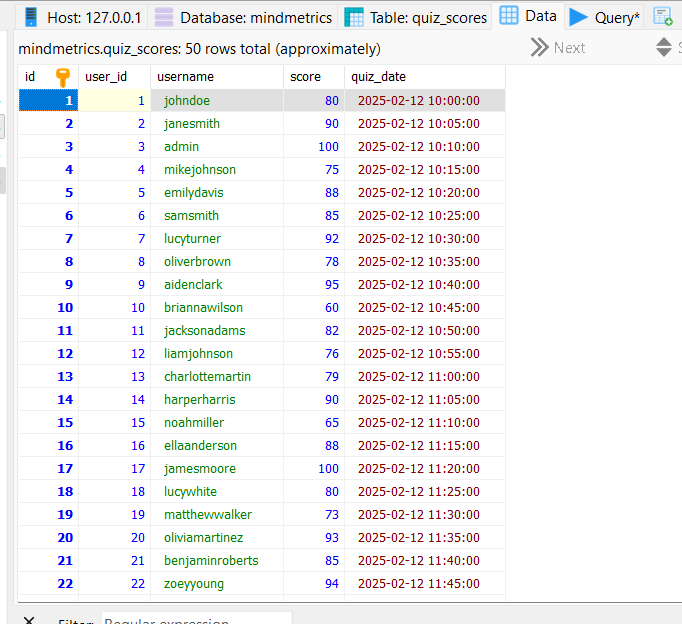 Host: 127.0.0.1 Database: mindmetrics Table: quiz_scores Data Query*
mindmetrics.quiz_scores: 50 rows total (approximately) Next
id user_id username score quiz_date
1 1 johndoe 80 2025-02-12 10:00:00
2 2 janesmith 90 2025-02-12 10:05:00
3 3 admin 100 2025-02-12 10:10:00
4 4 mikejohnson 75 2025-02-12 10:15:00
5 5 emilydavis 88 2025-02-12 10:20:00
6 6 samsmith 85 2025-02-12 10:25:00
7 7 lucyturner 92 2025-02-12 10:30:00
8 8 oliverbrown 78 2025-02-12 10:35:00
9 9 aidenclark 95 2025-02-12 10:40:00
10 10 briannawilson 60 2025-02-12 10:45:00
11 11 jacksonadams 82 2025-02-12 10:50:00
12 12 liamjohnson 76 2025-02-12 10:55:00
13 13 charlottemartin 79 2025-02-12 11:00:00
14 14 harperharris 90 2025-02-12 11:05:00
15 15 noahmiller 65 2025-02-12 11:10:00
16 16 ellaanderson 88 2025-02-12 11:15:00
17 17 jamesmoore 100 2025-02-12 11:20:00
18 18 lucywhite 80 2025-02-12 11:25:00
19 19 matthewwalker 73 2025-02-12 11:30:00
20 20 oliviamartinez 93 2025-02-12 11:35:00
21 21 benjaminroberts 85 2025-02-12 11:40:00
22 22 zoeyyoung 94 2025-02-12 11:45:00
Filter: Regular expression